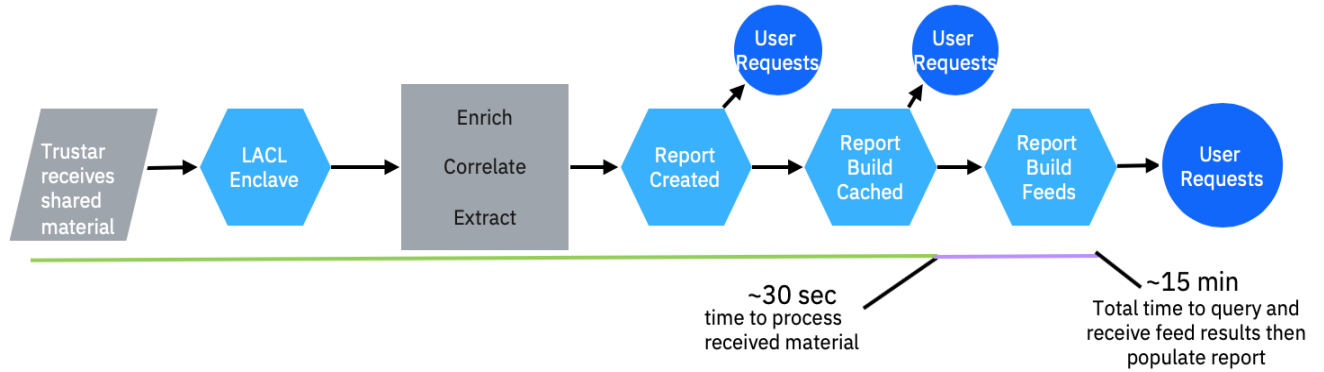 Trustar
receives
shared
material
LACL
Enclave
Enrich
Correlate
Extract
Report
Created
User
Requests
Report
Build
Cached
User
Requests
Report
Build
Feeds
User
Requests
~30 sec
time to process
received material
~15 min
Total time to query and
receive feed results then
populate report